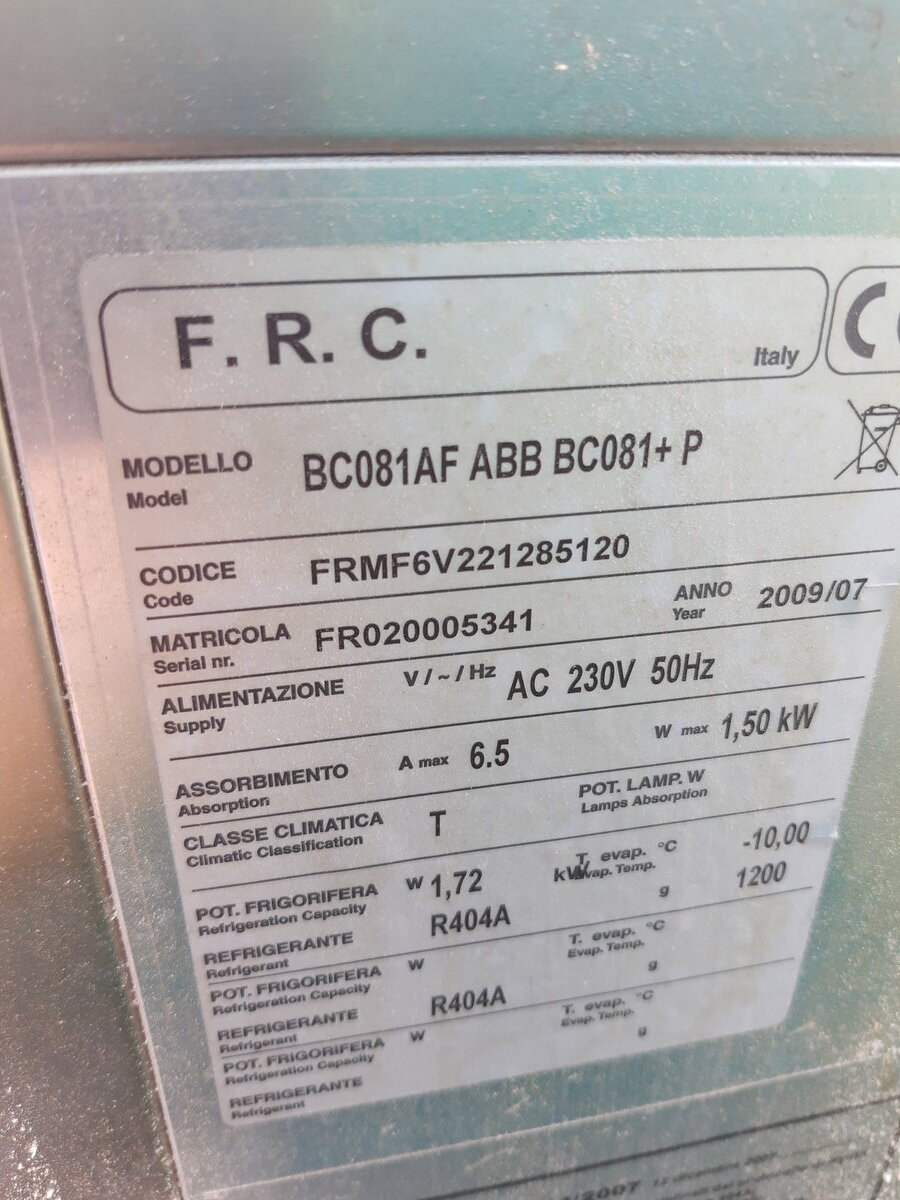 F. R. C.
Italy
C
MODELLO BC081AF ABB BC081+ P
Model
CODICE FRMF6V221285120
Code
MATRICOLA FR020005341 ANNO 2009/07
Serial nr. Year
ALIMENTAZIONE V / ~ / Hz AC 230V 50Hz
Supply
ASSORBIMENTO A max 6.5 W max 1,50 kW
Absorption
CLASSE CLIMATICA T POT. LAMP. W
Climatic Classification Lamps Absorption
POT. FRIGORIFERA W 1,72 kW T. evap. °C -10,00
Refrigeration Capacity Evap. Temp.
REFRIGERANTE R404A g 1200
Refrigerant
POT. FRIGORIFERA W T. evap. °C
Refrigeration Capacity Evap. Temp.
REFRIGERANTE R404A g
Refrigerant
POT. FRIGORIFERA W T. evap. °C
Refrigeration Capacity Evap. Temp.
REFRIGERANTE g
Refrigerant
/2007